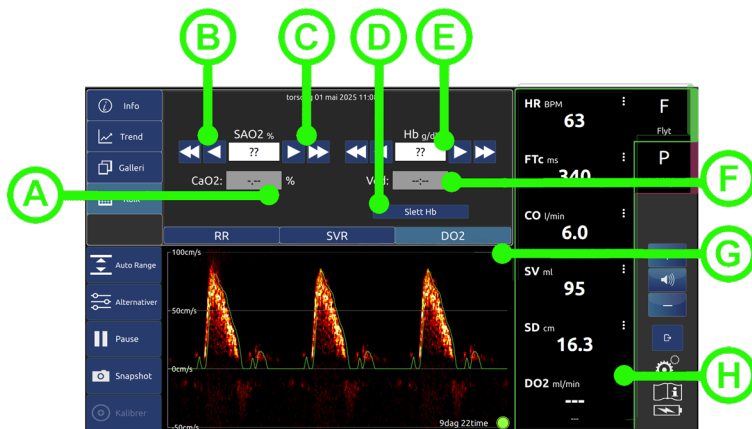 B
C
D
E
torsdag 01 mai 2025 11:08
Info
Trend
Galleri
SAO2 %
??
Hb g/dl
??
CaO2:
-.--
%
Ved:
--:--
Slett Hb
RR
SVR
DO2
A
F
G
H
Auto Range
Alternativer
Pause
Snapshot
Kalibrer
100cm/s
50cm/s
0cm/s
-50cm/s
9dag 22time
HR BPM
63
FTc ms
340
CO l/min
6.0
SV ml
95
SD cm
16.3
DO2 ml/min
---
---
F
Flyt
P